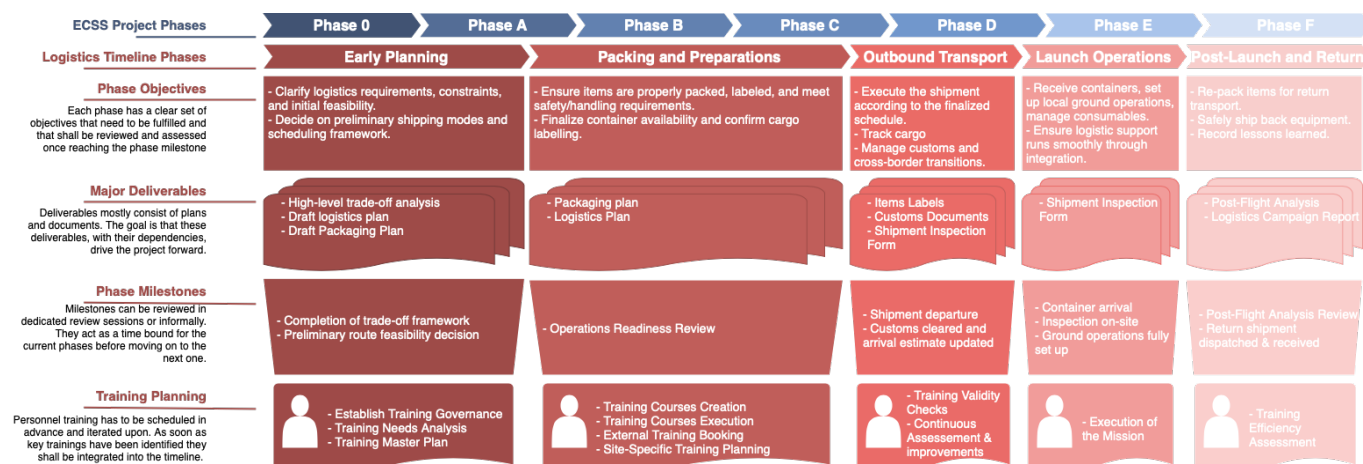 ECSS Project Phases
Phase 0
Phase A
Phase B
Phase C
Phase D
Phase E
Phase F
Logistics Timeline Phases
Early Planning
Packing and Preparations
Outbound Transport
Launch Operations
Post-Launch and Return
Phase Objectives
Each phase has a clear set of
objectives that need to be fulfilled and
that shall be reviewed and assessed
once reaching the phase milestone
- Clarify logistics requirements, constraints,
and initial feasibility.
- Decide on preliminary shipping modes and
scheduling framework.
- Ensure items are properly packed, labeled, and meet
safety/handling requirements.
- Finalize container availability and confirm cargo
labelling.
- Execute the shipment
according to the finalized
schedule.
- Track cargo
- Manage customs and
cross-border transitions.
- Receive containers, set
up local ground operations,
manage consumables.
- Ensure logistic support
runs smoothly through
integration.
- Re-pack items for return
transport.
- Safely ship back equipment.
- Record lessons learned.
Major Deliverables
Deliverables mostly consist of plans
and documents. The goal is that these
deliverables, with their dependencies,
drive the project forward.
- High-level trade-off analysis
- Draft logistics plan
- Draft Packaging Plan
- Packaging plan
- Logistics Plan
- Items Labels
- Customs Documents
- Shipment Inspection
Form
- Shipment Inspection
Form
- Post-Flight Analysis
- Logistics Campaign Report
Phase Milestones
Milestones can be reviewed in
dedicated review sessions or informally.
They act as a time bound for the
current phases before moving on to the
next one.
- Completion of trade-off framework
- Preliminary route feasibility decision
- Operations Readiness Review
- Shipment departure
- Customs cleared and
arrival estimate updated
- Container arrival
- Inspection on-site
- Ground operations fully
set up
- Post-Flight Analysis Review
- Return shipment
dispatched & received
Training Planning
Personnel training has to be scheduled in
advance and iterated upon. As soon as
key trainings have been identified they
shall be integrated into the timeline.
- Establish Training Governance
- Training Needs Analysis
- Training Master Plan
- Training Courses Creation
- Training Courses Execution
- External Training Booking
- Site-Specific Training Planning
- Training Validity
Checks
- Continuous
Assessment &
improvements
- Execution of
the Mission
- Training
Efficiency
Assessment